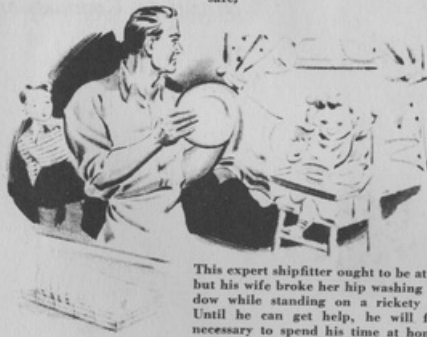 sare,
This expert shipfitter ought to be at
but his wife broke her hip washing
dow while standing on a rickety
Until he can get help, he will f
necessary to spend his time at hom